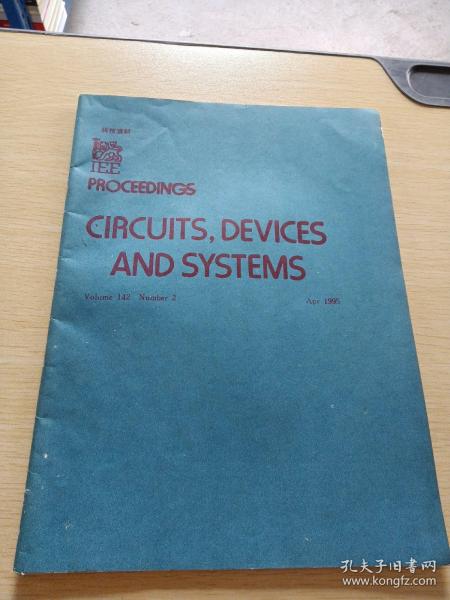 IEE
PROCEEDINGS
CIRCUITS, DEVICES
AND SYSTEMS
Volume 142 Number 2 Apr 1995
孔夫子旧书网
www.kongfz.com